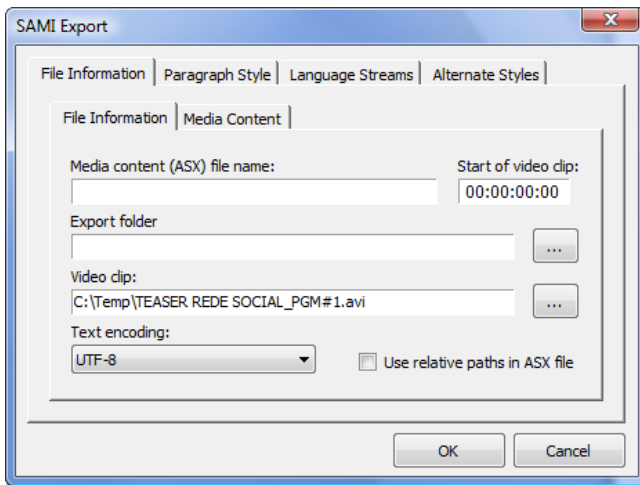 SAMI Export
File Information Paragraph Style Language Streams Alternate Styles
File Information Media Content
Media content (ASX) file name: Start of video clip:
00:00:00:00
Export folder
...
Video clip:
C:\Temp\TEASER REDE SOCIAL_PGM#1.avi ...
Text encoding:
UTF-8 Use relative paths in ASX file
OK Cancel